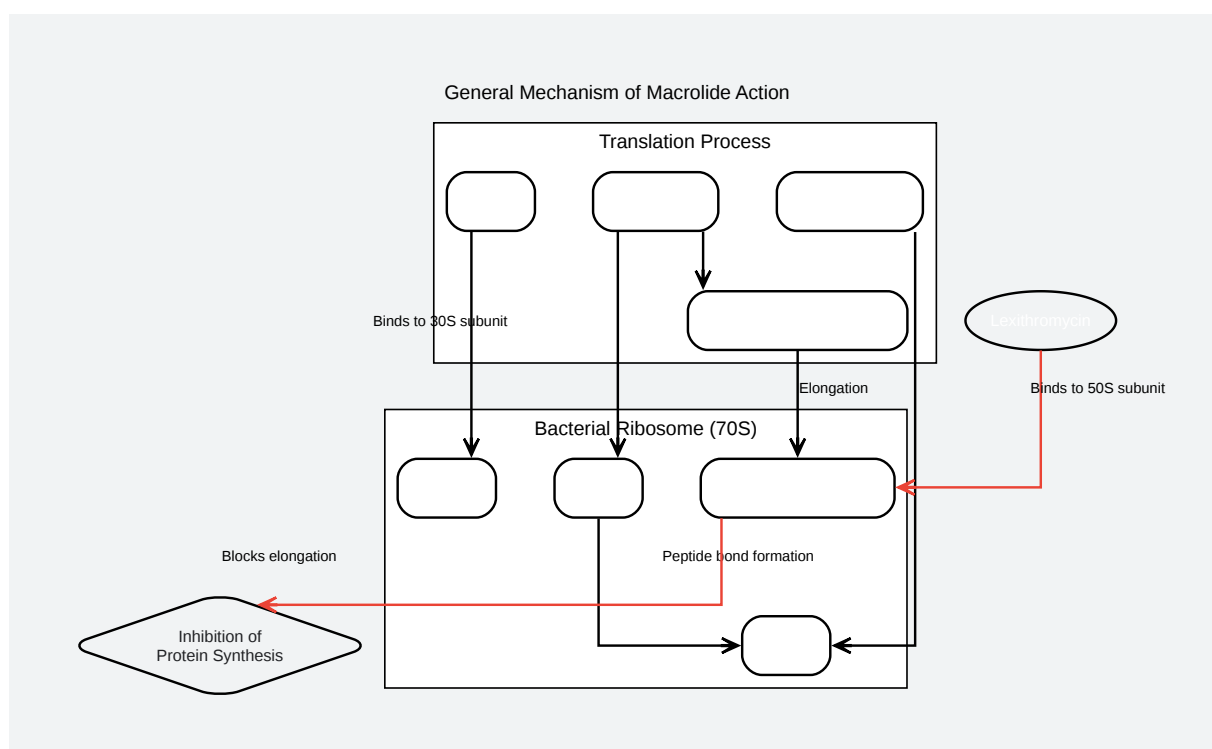 General Mechanism of Macrolide Action
Translation Process
Binds to 30S subunit
Lexithromycin
Elongation
Binds to 50S subunit
Bacterial Ribosome (70S)
Blocks elongation
Peptide bond formation
Inhibition of
Protein Synthesis